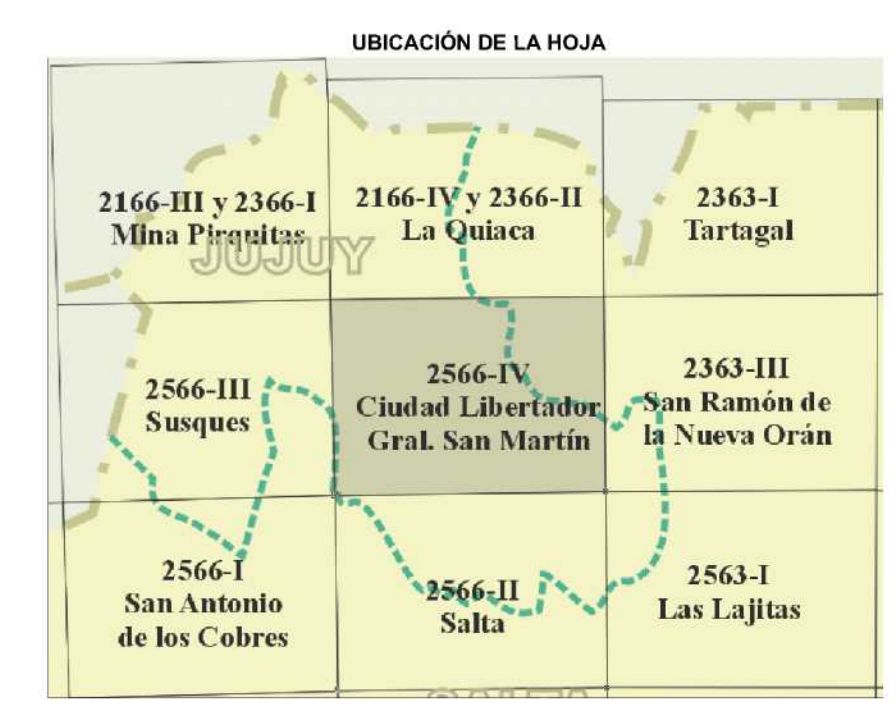 UBICACIÓN DE LA HOJA
2166-III y 2366-I
Mina Pirquitas
2166-IV y 2366-II
La Quiaca
2363-I
Tartagal
JUJUY
2566-III
Susques
2566-IV
Ciudad Libertador
Gral. San Martín
2363-III
San Ramón de
la Nueva Orán
2566-I
San Antonio
de los Cobres
2566-II
Salta
2563-I
Las Lajitas